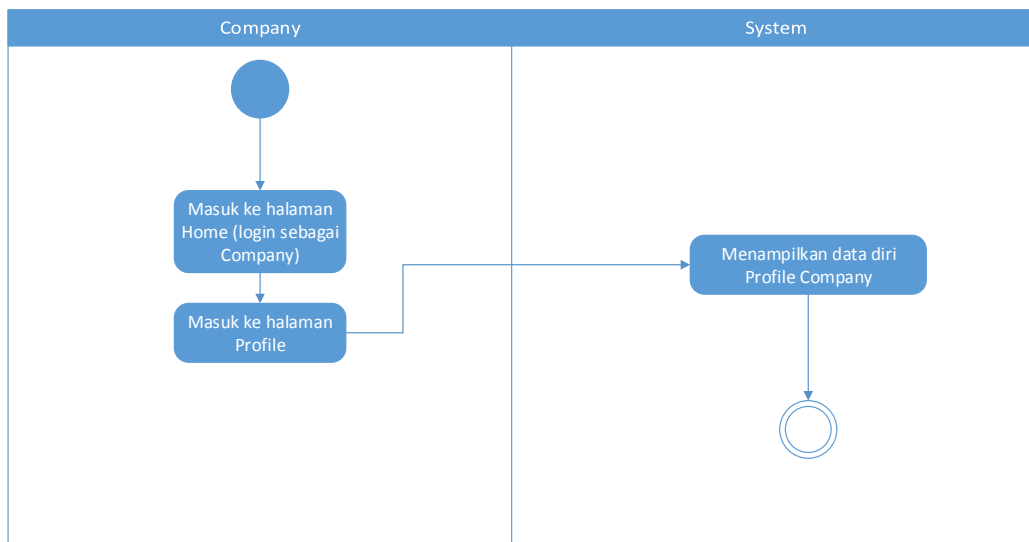 Company
System
Masuk ke halaman
Home (login sebagai
Company)
Masuk ke halaman
Profile
Menampilkan data diri
Profile Company